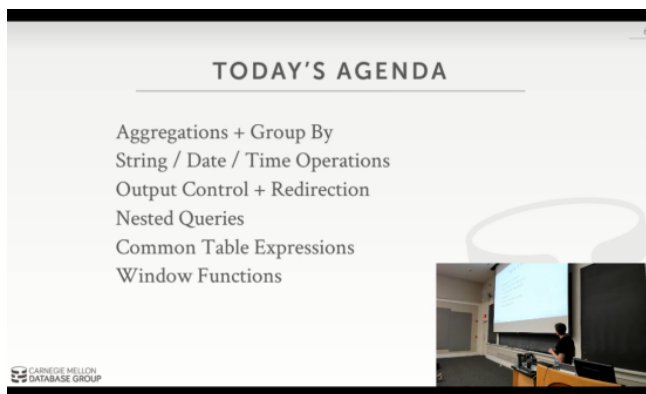 TODAY'S AGENDA
Aggregations + Group By
String / Date / Time Operations
Output Control + Redirection
Nested Queries
Common Table Expressions
Window Functions
CARNEGIE MELLON
DATABASE GROUP